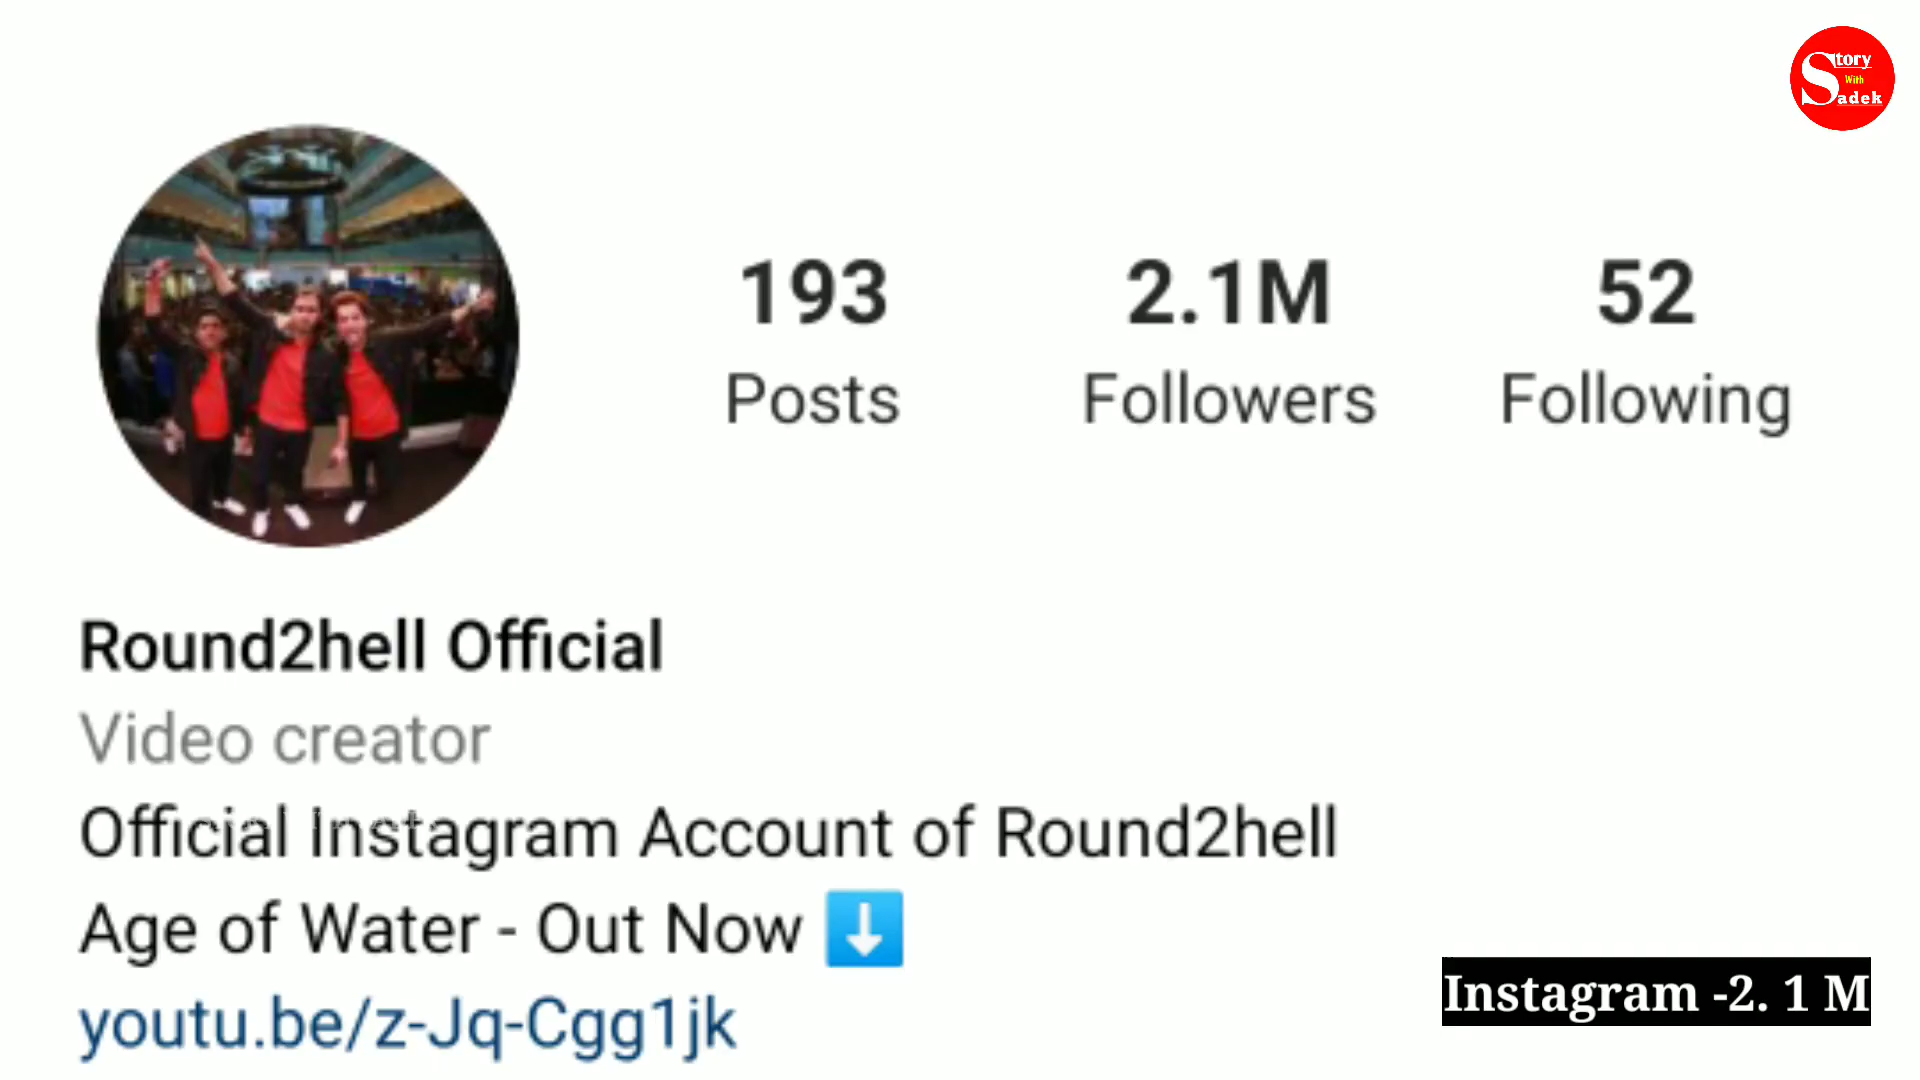 Story
With
Sadek
193
2.1M
52
Posts
Followers
Following
Round2hell Official
Video creator
Official Instagram Account of Round2hell
Age of Water - Out Now ⬇
youtu.be/z-Jq-Cgg1jk
Instagram -2. 1 M